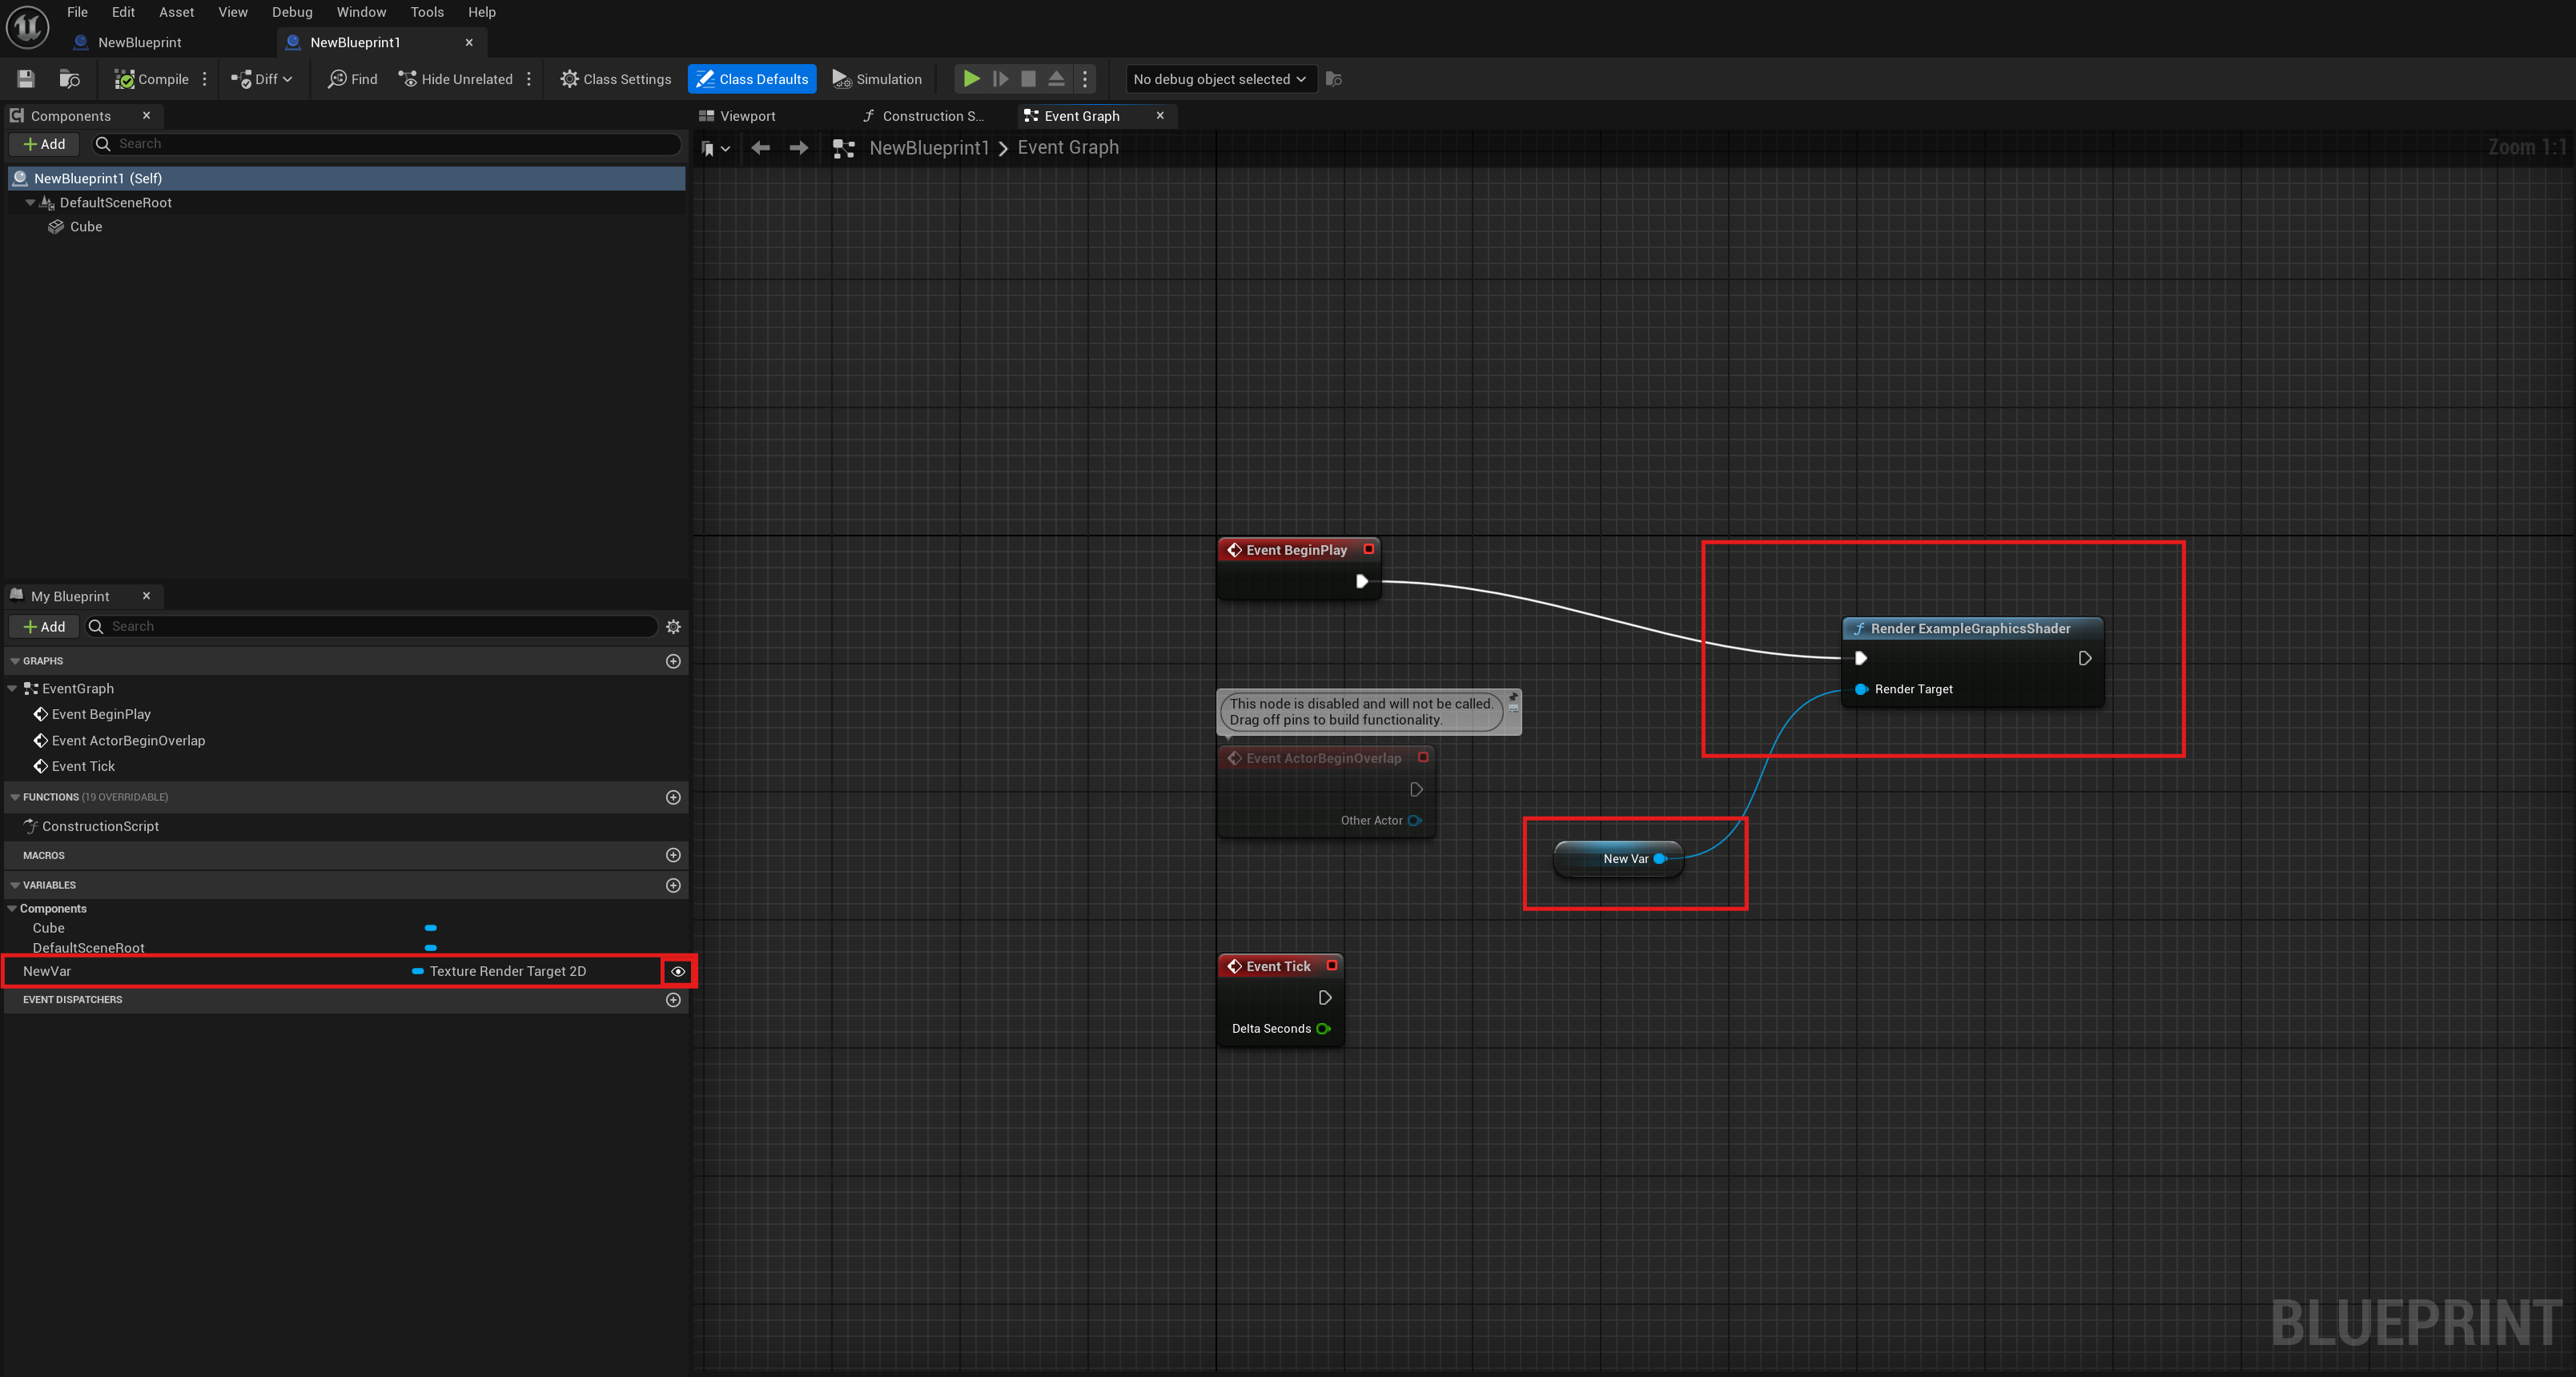 File Edit Asset View Debug Window Tools Help
NewBlueprint NewBlueprint1
Compile Diff Find Hide Unrelated Class Settings Class Defaults Simulation No debug object selected
Components
Add Search
NewBlueprint1 (Self)
DefaultSceneRoot
Cube
My Blueprint
Add Search
GRAPHS
EventGraph
Event BeginPlay
Event ActorBeginOverlap
Event Tick
FUNCTIONS (19 OVERRIDABLE)
ConstructionScript
MACROS
VARIABLES
Components
Cube
DefaultSceneRoot
NewVar Texture Render Target 2D
EVENT DISPATCHERS
Viewport Construction S... Event Graph
NewBlueprint1 > Event Graph Zoom 1:1
Event BeginPlay
Render ExampleGraphicsShader
Render Target
This node is disabled and will not be called.
Drag off pins to build functionality.
Event ActorBeginOverlap
Other Actor
New Var
Event Tick
Delta Seconds
BLUEPRINT